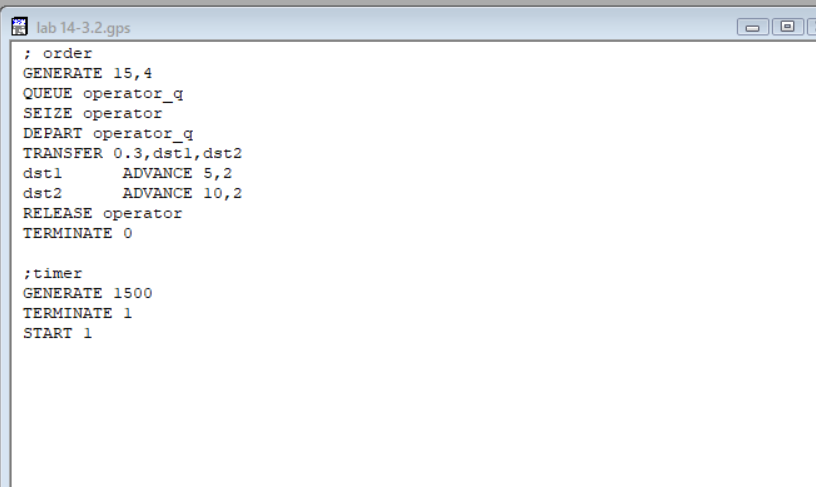 lab 14-3.2.gps
; order
GENERATE 15,4
QUEUE operator_q
SEIZE operator
DEPART operator_q
TRANSFER 0.3,dst1,dst2
dst1 ADVANCE 5,2
dst2 ADVANCE 10,2
RELEASE operator
TERMINATE 0
;timer
GENERATE 1500
TERMINATE 1
START 1